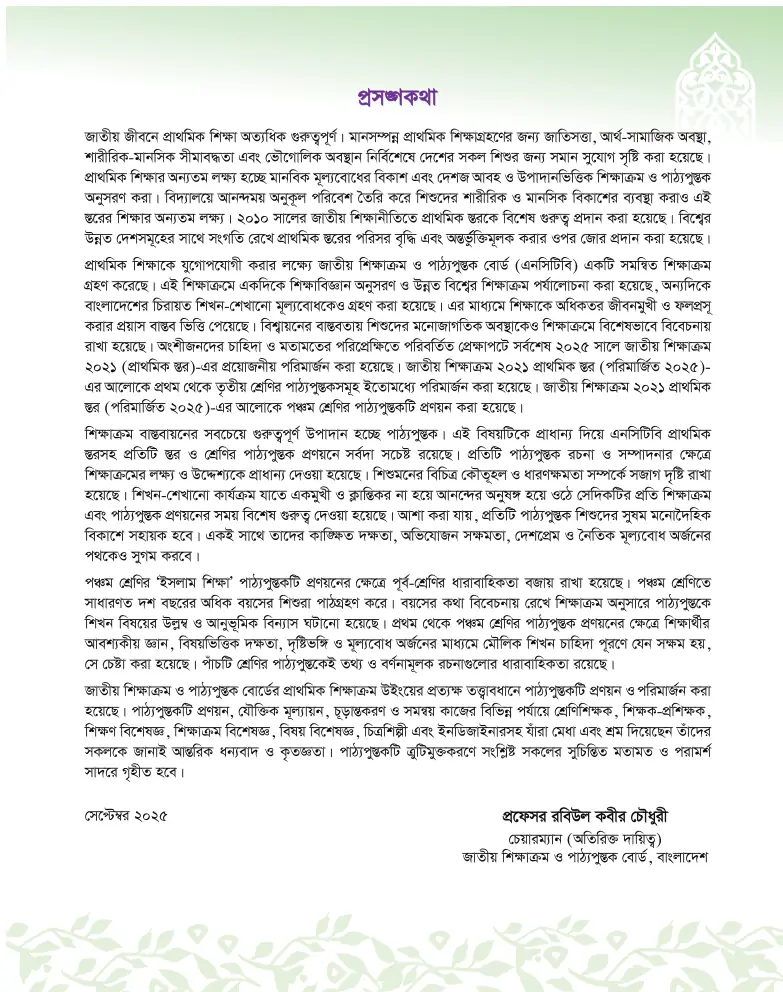 প্রসঙ্গকথা
জাতীয় জীবনে প্রাথমিক শিক্ষা অত্যধিক গুরুত্বপূর্ণ। মানসম্পন্ন প্রাথমিক শিক্ষাগ্রহণের জন্য জাতিসত্তা, আর্থ-সামাজিক অবস্থা,
শারীরিক-মানসিক সীমাবদ্ধতা এবং ভৌগোলিক অবস্থান নির্বিশেষে দেশের সকল শিশুর জন্য সমান সুযোগ সৃষ্টি করা হয়েছে।
প্রাথমিক শিক্ষার অন্যতম লক্ষ্য হচ্ছে মানবিক মূল্যবোধের বিকাশ এবং দেশজ আবহ ও উপাদানভিত্তিক শিক্ষাক্রম ও পাঠ্যপুস্তক
অনুসরণ করা। বিদ্যালয়ে আনন্দময় অনুকূল পরিবেশ তৈরি করে শিশুদের শারীরিক ও মানসিক বিকাশের ব্যবস্থা করাও এই
স্তরের শিক্ষার অন্যতম লক্ষ্য। ২০১০ সালের জাতীয় শিক্ষানীতিতে প্রাথমিক স্তরকে বিশেষ গুরুত্ব প্রদান করা হয়েছে। বিশ্বের
উন্নত দেশসমূহের সাথে সংগতি রেখে প্রাথমিক স্তরের পরিসর বৃদ্ধি এবং অন্তর্ভুক্তিমূলক করার ওপর জোর প্রদান করা হয়েছে।
প্রাথমিক শিক্ষাকে যুগোপযোগী করার লক্ষ্যে জাতীয় শিক্ষাক্রম ও পাঠ্যপুস্তক বোর্ড (এনসিটিবি) একটি সমন্বিত শিক্ষাক্রম
গ্রহণ করেছে। এই শিক্ষাক্রমে একদিকে শিক্ষাবিজ্ঞান অনুসরণ ও উন্নত বিশ্বের শিক্ষাক্রম পর্যালোচনা করা হয়েছে, অন্যদিকে
বাংলাদেশের চিরায়ত শিখন-শেখানো মূল্যবোধকেও গ্রহণ করা হয়েছে। এর মাধ্যমে শিক্ষাকে অধিকতর জীবনমুখী ও ফলপ্রসূ
করার প্রয়াস বাস্তব ভিত্তি পেয়েছে। বিশ্বায়নের বাস্তবতায় শিশুদের মনোজাগতিক অবস্থাকেও শিক্ষাক্রমে বিশেষভাবে বিবেচনায়
রাখা হয়েছে। অংশীজনদের চাহিদা ও মতামতের পরিপ্রেক্ষিতে পরিবর্তিত প্রেক্ষাপটে সর্বশেষ ২০২৫ সালে জাতীয় শিক্ষাক্রম
২০২১ (প্রাথমিক স্তর)-এর প্রয়োজনীয় পরিমার্জন করা হয়েছে। জাতীয় শিক্ষাক্রম ২০২১ প্রাথমিক স্তর (পরিমার্জিত ২০২৫)-
এর আলোকে প্রথম থেকে তৃতীয় শ্রেণির পাঠ্যপুস্তকসমূহ ইতোমধ্যে পরিমার্জন করা হয়েছে। জাতীয় শিক্ষাক্রম ২০২১ প্রাথমিক
স্তর (পরিমার্জিত ২০২৫)-এর আলোকে পঞ্চম শ্রেণির পাঠ্যপুস্তকটি প্রণয়ন করা হয়েছে।
শিক্ষাক্রম বাস্তবায়নের সবচেয়ে গুরুত্বপূর্ণ উপাদান হচ্ছে পাঠ্যপুস্তক। এই বিষয়টিকে প্রাধান্য দিয়ে এনসিটিবি প্রাথমিক
স্তরসহ প্রতিটি স্তর ও শ্রেণির পাঠ্যপুস্তক প্রণয়নে সর্বদা সচেষ্ট রয়েছে। প্রতিটি পাঠ্যপুস্তক রচনা ও সম্পাদনার ক্ষেত্রে
শিক্ষাক্রমের লক্ষ্য ও উদ্দেশ্যকে প্রাধান্য দেওয়া হয়েছে। শিশুমনের বিচিত্র কৌতূহল ও ধারণক্ষমতা সম্পর্কে সজাগ দৃষ্টি রাখা
হয়েছে। শিখন-শেখানো কার্যক্রম যাতে একমুখী ও ক্লান্তিকর না হয়ে আনন্দের অনুষঙ্গ হয়ে ওঠে সেদিকটির প্রতি শিক্ষাক্রম
এবং পাঠ্যপুস্তক প্রণয়নের সময় বিশেষ গুরুত্ব দেওয়া হয়েছে। আশা করা যায়, প্রতিটি পাঠ্যপুস্তক শিশুদের সুষম মনোদৈহিক
বিকাশে সহায়ক হবে। একই সাথে তাদের কাঙ্ক্ষিত দক্ষতা, অভিযোজন সক্ষমতা, দেশপ্রেম ও নৈতিক মূল্যবোধ অর্জনের
পথকেও সুগম করবে।
পঞ্চম শ্রেণির ‘ইসলাম শিক্ষা’ পাঠ্যপুস্তকটি প্রণয়নের ক্ষেত্রে পূর্ব-শ্রেণির ধারাবাহিকতা বজায় রাখা হয়েছে। পঞ্চম শ্রেণিতে
সাধারণত দশ বছরের অধিক বয়সের শিশুরা পাঠগ্রহণ করে। বয়সের কথা বিবেচনায় রেখে শিক্ষাক্রম অনুসারে পাঠ্যপুস্তকে
শিখন বিষয়ের উল্লম্ব ও আনুভূমিক বিন্যাস ঘটানো হয়েছে। প্রথম থেকে পঞ্চম শ্রেণির পাঠ্যপুস্তক প্রণয়নের ক্ষেত্রে শিক্ষার্থীর
আবশ্যকীয় জ্ঞান, বিষয়ভিত্তিক দক্ষতা, দৃষ্টিভঙ্গি ও মূল্যবোধ অর্জনের মাধ্যমে মৌলিক শিখন চাহিদা পূরণে যেন সক্ষম হয়,
সে চেষ্টা করা হয়েছে। পাঁচটি শ্রেণির পাঠ্যপুস্তকেই তথ্য ও বর্ণনামূলক রচনাগুলোর ধারাবাহিকতা রয়েছে।
জাতীয় শিক্ষাক্রম ও পাঠ্যপুস্তক বোর্ডের প্রাথমিক শিক্ষাক্রম উইংয়ের প্রত্যক্ষ তত্ত্বাবধানে পাঠ্যপুস্তকটি প্রণয়ন ও পরিমার্জন করা
হয়েছে। পাঠ্যপুস্তকটি প্রণয়ন, যৌক্তিক মূল্যায়ন, চূড়ান্তকরণ ও সমন্বয় কাজের বিভিন্ন পর্যায়ে শ্রেণিশিক্ষক, শিক্ষক-প্রশিক্ষক,
শিক্ষণ বিশেষজ্ঞ, শিক্ষাক্রম বিশেষজ্ঞ, বিষয় বিশেষজ্ঞ, চিত্রশিল্পী এবং ইনডিজাইনারসহ যাঁরা মেধা এবং শ্রম দিয়েছেন তাঁদের
সকলকে জানাই আন্তরিক ধন্যবাদ ও কৃতজ্ঞতা। পাঠ্যপুস্তকটি ত্রুটিমুক্তকরণে সংশ্লিষ্ট সকলের সুচিন্তিত মতামত ও পরামর্শ
সাদরে গৃহীত হবে।
সেপ্টেম্বর ২০২৫
প্রফেসর রবিউল কবীর চৌধুরী
চেয়ারম্যান (অতিরিক্ত দায়িত্ব)
জাতীয় শিক্ষাক্রম ও পাঠ্যপুস্তক বোর্ড, বাংলাদেশ